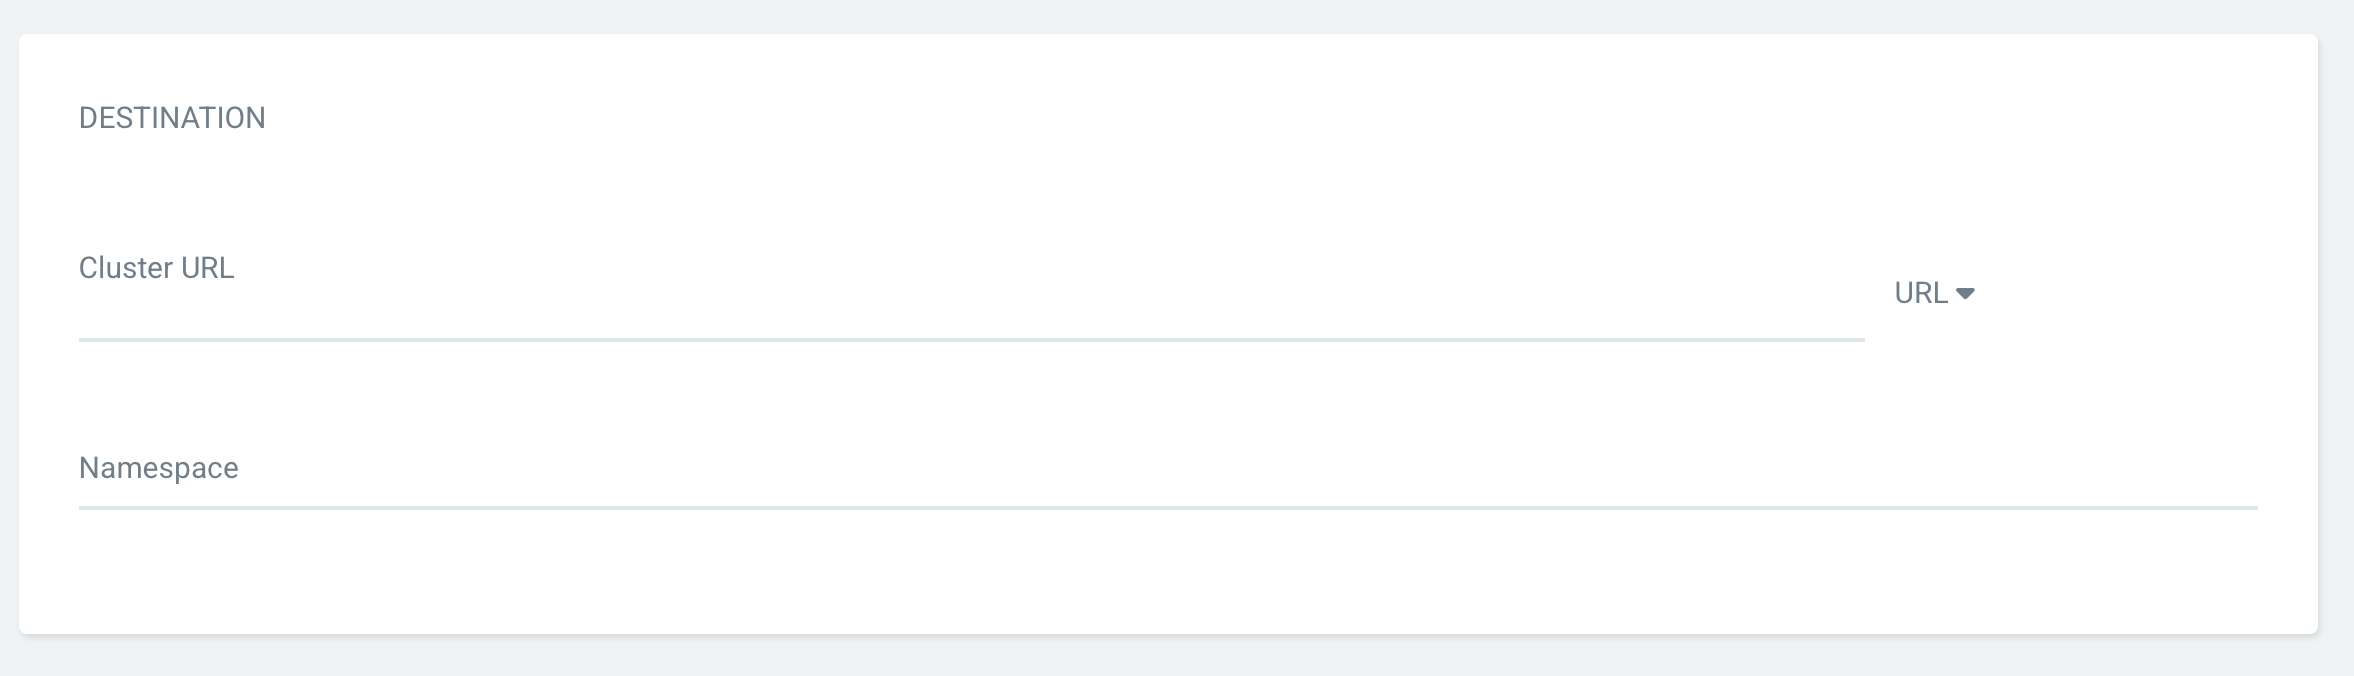 DESTINATION
Cluster URL
URL
Namespace